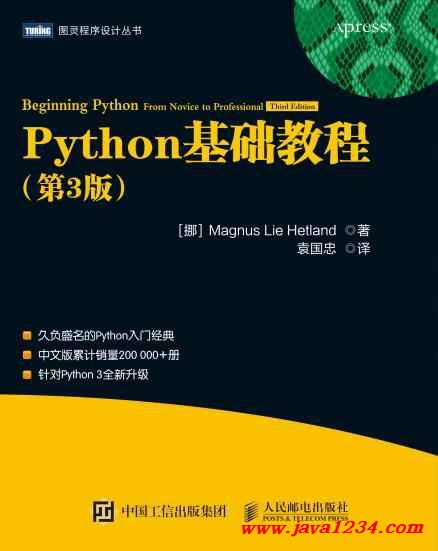 TURING 图灵程序设计丛书
Apress®
Beginning Python From Novice to Professional Third Edition
Python基础教程
（第3版）
[挪] Magnus Lie Hetland ◎著
袁国忠 ◎译
久负盛名的Python入门经典
中文版累计销量200 000+册
针对Python 3全新升级
中国工信出版集团
人民邮电出版社
POSTS & TELECOM PRESS
www.java1234.com